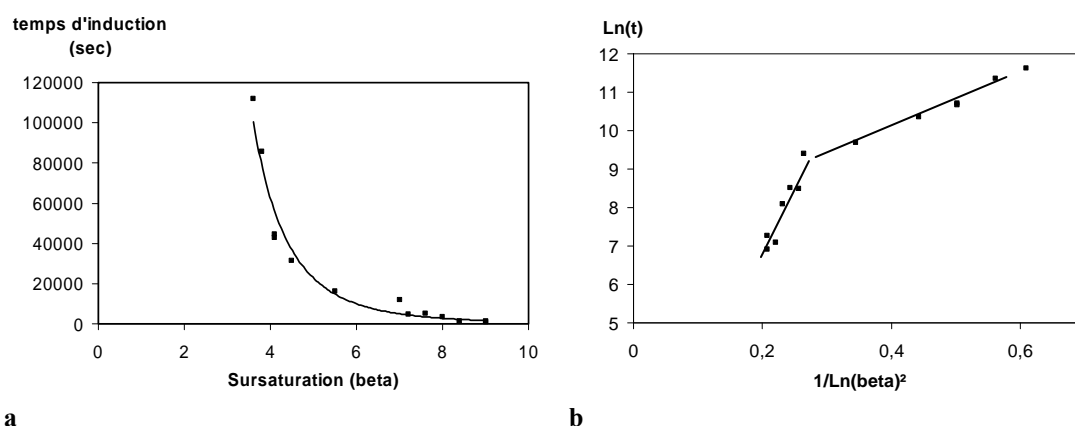 temps d'induction
(sec)
120000
100000
80000
60000
40000
20000
0
0 2 4 6 8 10
Sursaturation (beta)
a
Ln(t)
12
11
10
9
8
7
6
5
0 0,2 0,4 0,6
1/Ln(beta)²
b